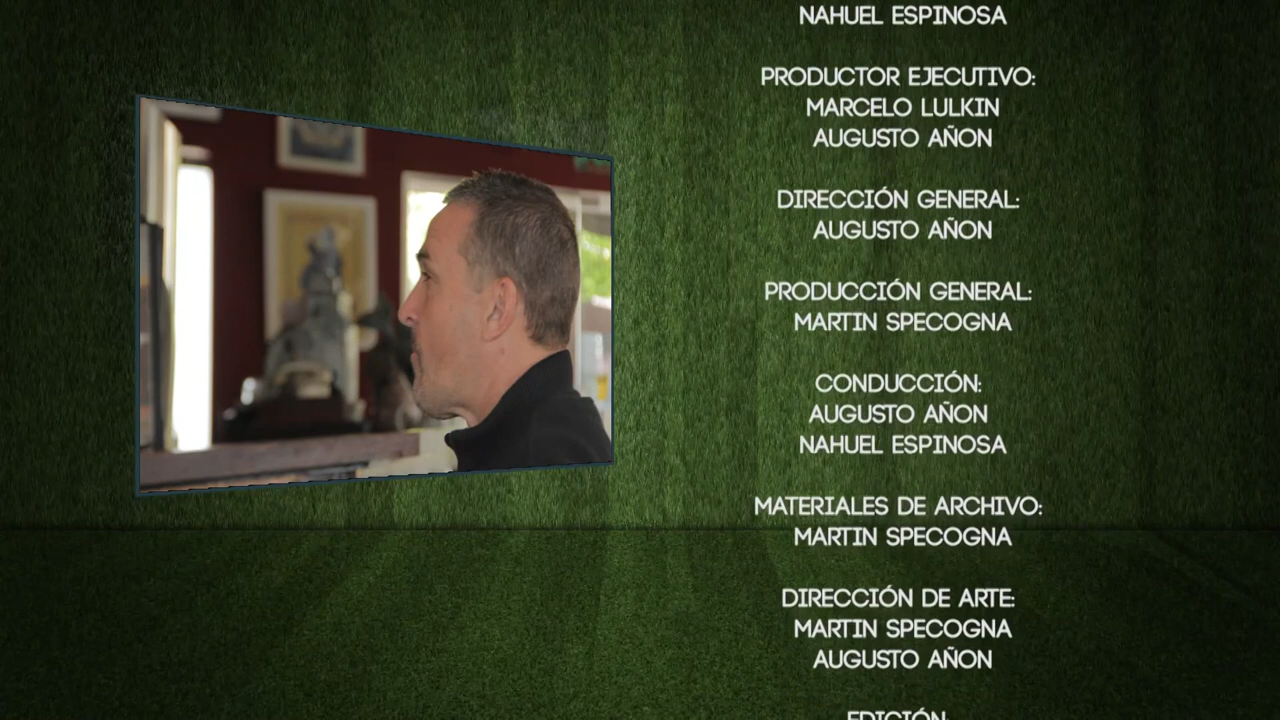 NAHUEL ESPINOSA
PRODUCTOR EJECUTIVO:
MARCELO LULKIN
AUGUSTO AÑON
DIRECCIÓN GENERAL:
AUGUSTO AÑON
PRODUCCIÓN GENERAL:
MARTIN SPECOGNA
CONDUCCIÓN:
AUGUSTO AÑON
NAHUEL ESPINOSA
MATERIALES DE ARCHIVO:
MARTIN SPECOGNA
DIRECCIÓN DE ARTE:
MARTIN SPECOGNA
AUGUSTO AÑON
EDICIÓN: